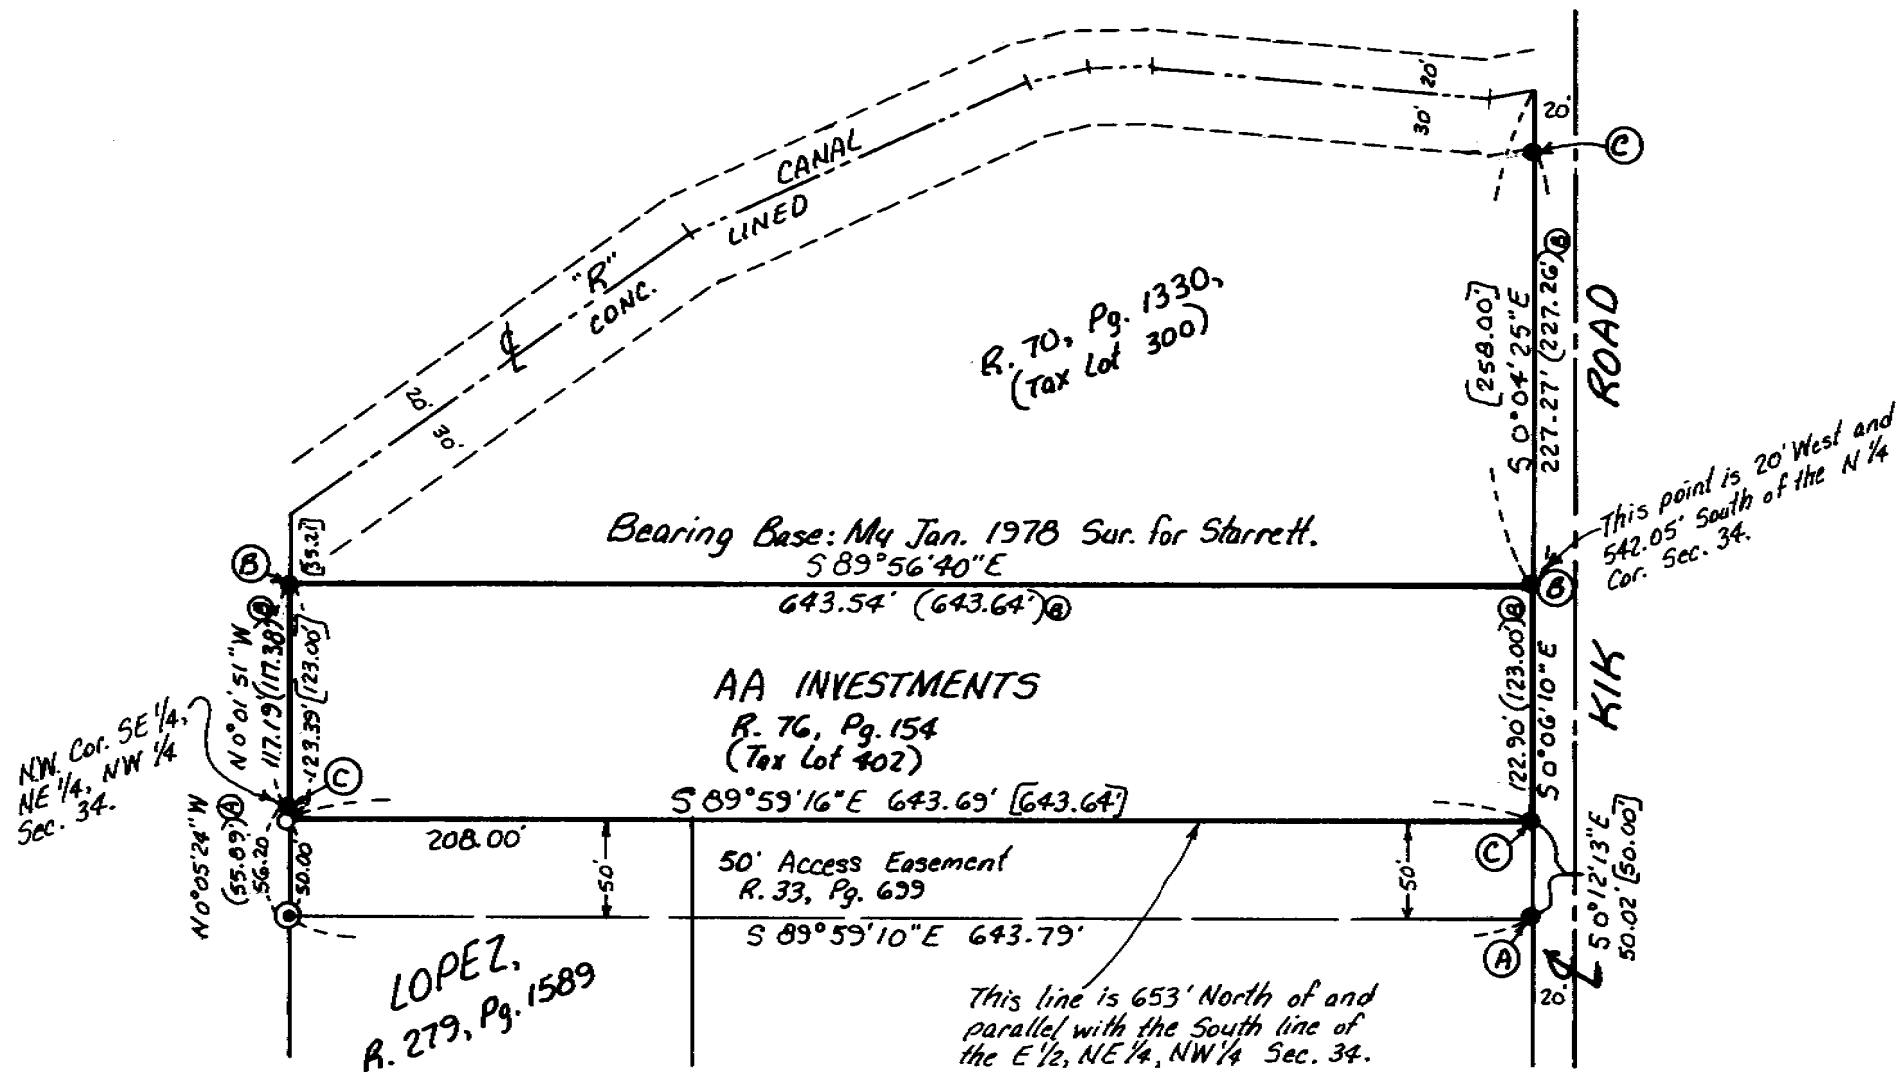 20'
20'
30'
C
CANAL
LINED
"R"
CONC.
℄
20'
30'
R. 70, Pg. 1330,
(Tax Lot 300)
[258.00']
S 0°04'25"E
227.27' (227.26') B
ROAD
This point is 20' West and
542.05' South of the N 1/4
Cor. Sec. 34.
Bearing Base: My Jan. 1978 Sur. for Starrett.
S 89°56'40"E
643.54' (643.64') B
B
B
N 0°01'51"W
117.19' (117.38') B
123.39' [123.00']
122.90' (123.00') B
S 0°06'10"E
KIK
AA INVESTMENTS
R. 76, Pg. 154
(Tax Lot 402)
N.W. Cor. SE 1/4,
NE 1/4, NW 1/4
Sec. 34.
C
S 89°59'16"E 643.69' [643.64']
208.00'
N 0°05'24"W
(55.89') A
56.20
50.00'
50'
50' Access Easement
R. 33, Pg. 699
50'
C
S 0°12'13"E
50.02' [50.00']
S 89°59'10"E 643.79'
A
℄
20'
LOPEZ,
R. 279, Pg. 1589
This line is 653' North of and
parallel with the South line of
the E 1/2, NE 1/4, NW 1/4 Sec. 34.